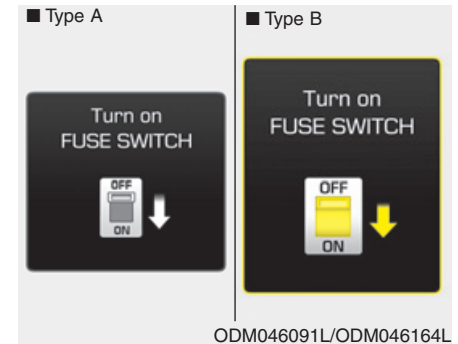 ■ Type A
Turn on
FUSE SWITCH
OFF
ON
■ Type B
Turn on
FUSE SWITCH
OFF
ON
ODM046091L/ODM046164L